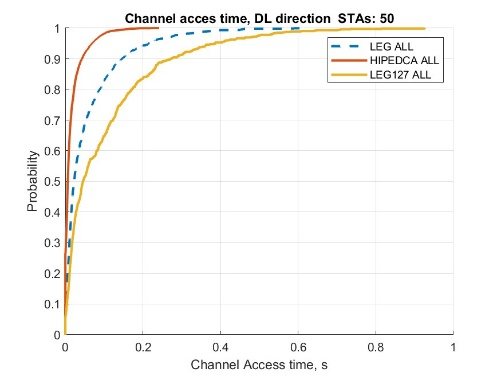 Channel acces time, DL direction STAs: 50
LEG ALL
HIPEDCA ALL
LEG127 ALL
Probability
1
0.9
0.8
0.7
0.6
0.5
0.4
0.3
0.2
0.1
0
0 0.2 0.4 0.6 0.8 1
Channel Access time, s